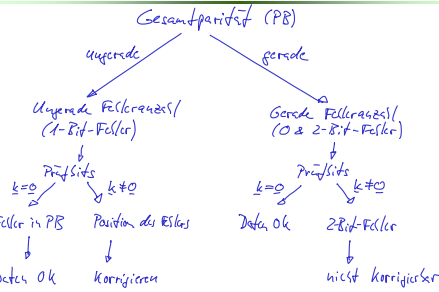 Gesamtparität (PB)
ungerade
gerade
Ungerade Fehleranzahl
(1-Bit-Fehler)
Gerade Fehleranzahl
(0 & 2-Bit-Fehler)
Prüfbits
Prüfbits
k=0
k≠0
k=0
k≠0
Fehler in PB
Position des Fehlers
Daten Ok
2-Bit-Fehler
Daten Ok
Korrigieren
nicht korrigierbar